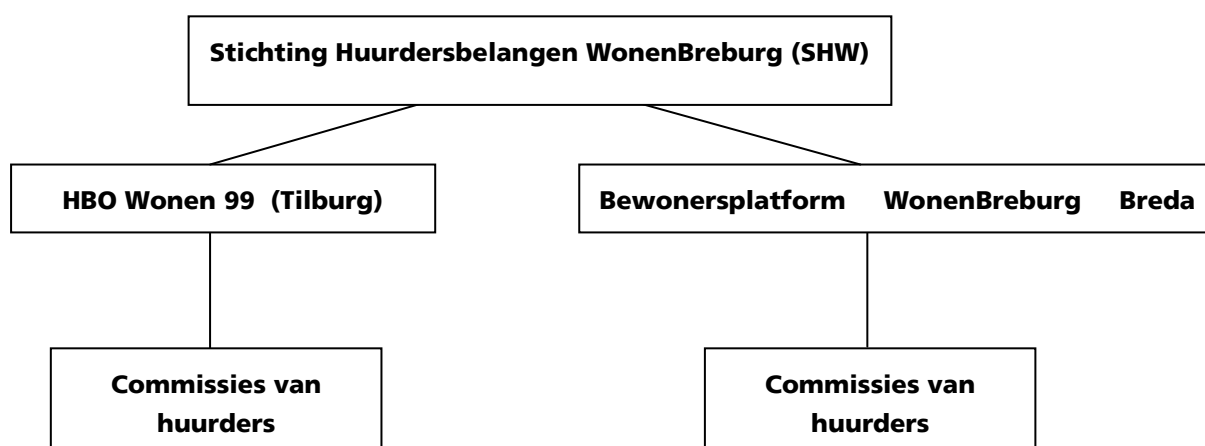 Stichting Huurdersbelangen WonenBreburg (SHW)
HBO Wonen 99 (Tilburg)
Bewonersplatform WonenBreburg Breda
Commissies van
huurders
Commissies van
huurders